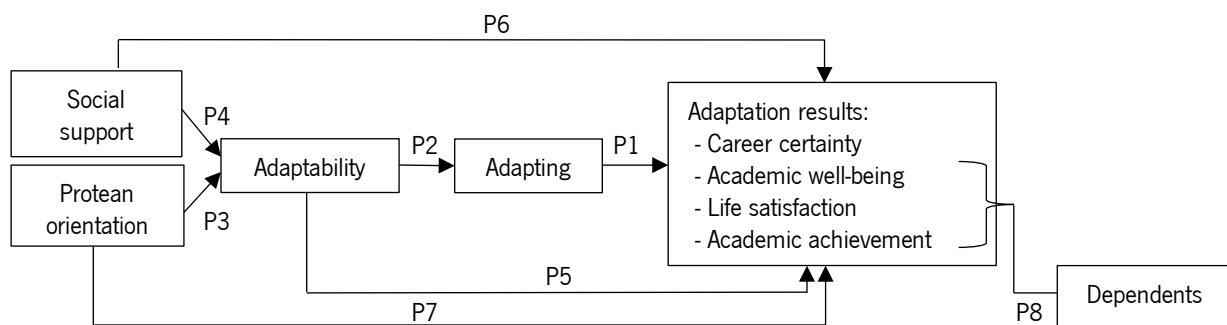 P6
Social
support
P4
Protean
orientation
P3
Adaptability
P2
Adapting
P1
Adaptation results:
- Career certainty
- Academic well-being
- Life satisfaction
- Academic achievement
P5
P7
P8
Dependents